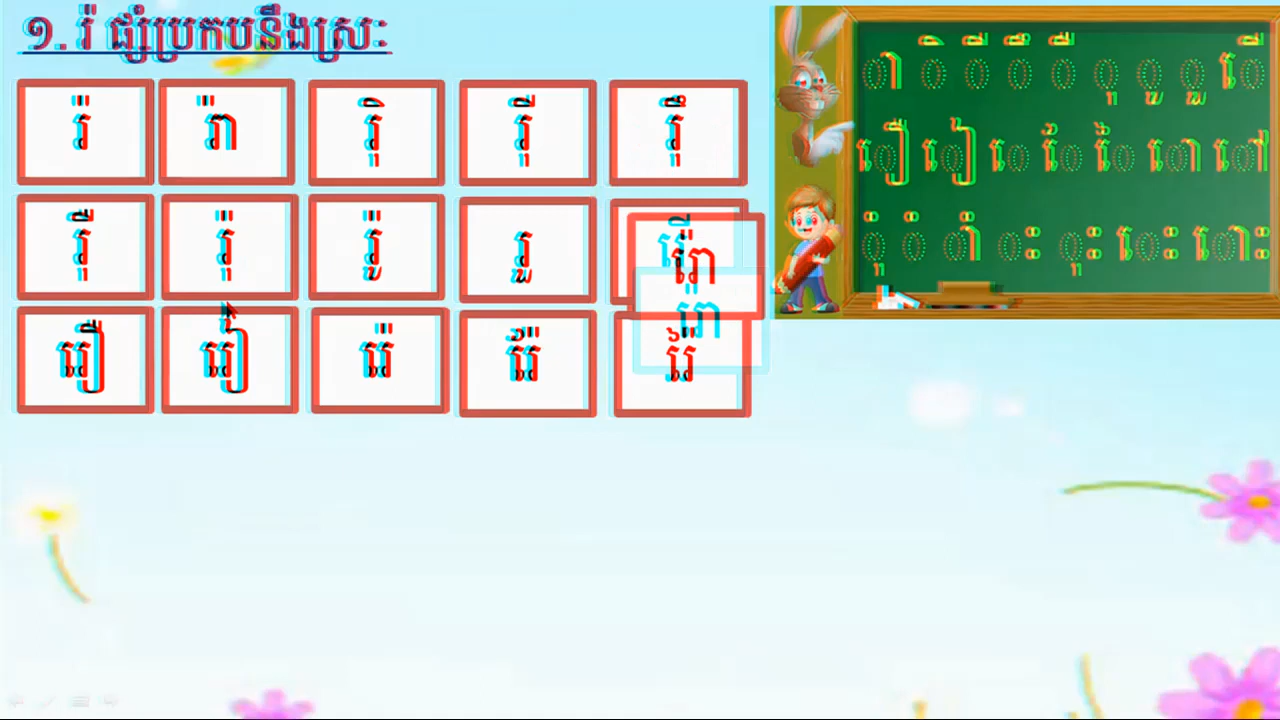 ១. រ៉ ផ្សំប្រកបនឹងស្រៈ
រ៉ រ៉ា រ៉ិ រ៉ី រ៉ឹ
រ៉ឺ រ៉ុ រ៉ូ រួ
រឿ រៀ រ៉េ រ៉ែ រ៉ៃ
ា ិ ី ឹ ឺ ុ ូ ួ ើ
ឿ ៀ េ ែ ៃ ោ ៅ
ុំ ំ ាំ ះ ុះ េះ ោះ